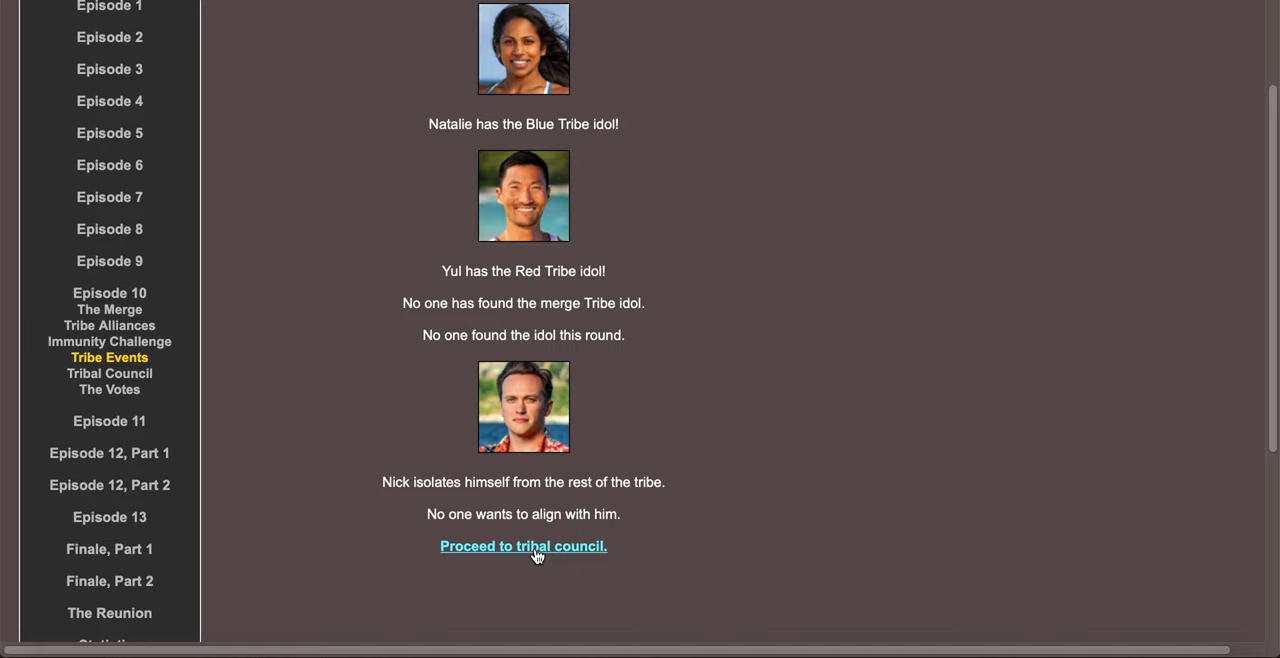 Episode 1
Episode 2
Episode 3
Episode 4
Episode 5
Episode 6
Episode 7
Episode 8
Episode 9
Episode 10
The Merge
Tribe Alliances
Immunity Challenge
Tribe Events
Tribal Council
The Votes
Episode 11
Episode 12, Part 1
Episode 12, Part 2
Episode 13
Finale, Part 1
Finale, Part 2
The Reunion
Natalie has the Blue Tribe idol!
Yul has the Red Tribe idol!
No one has found the merge Tribe idol.
No one found the idol this round.
Nick isolates himself from the rest of the tribe.
No one wants to align with him.
Proceed to tribal council.